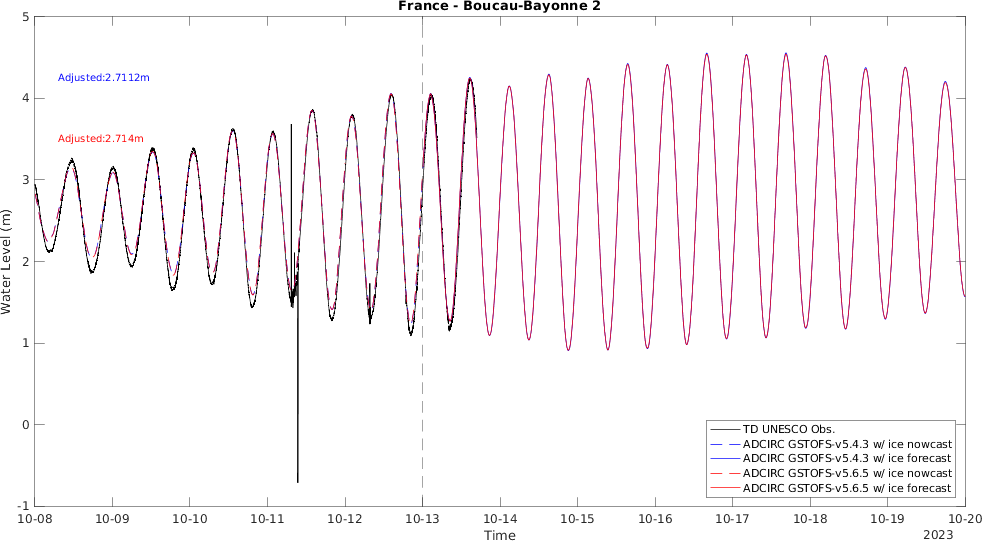 France - Boucau-Bayonne 2
5
4
3
2
1
0
-1
Water Level (m)
Adjusted:2.7112m
Adjusted:2.714m
TD UNESCO Obs.
ADCIRC GSTOFS-v5.4.3 w/ ice nowcast
ADCIRC GSTOFS-v5.4.3 w/ ice forecast
ADCIRC GSTOFS-v5.6.5 w/ ice nowcast
ADCIRC GSTOFS-v5.6.5 w/ ice forecast
10-08 10-09 10-10 10-11 10-12 10-13 10-14 10-15 10-16 10-17 10-18 10-19 10-20
Time
2023